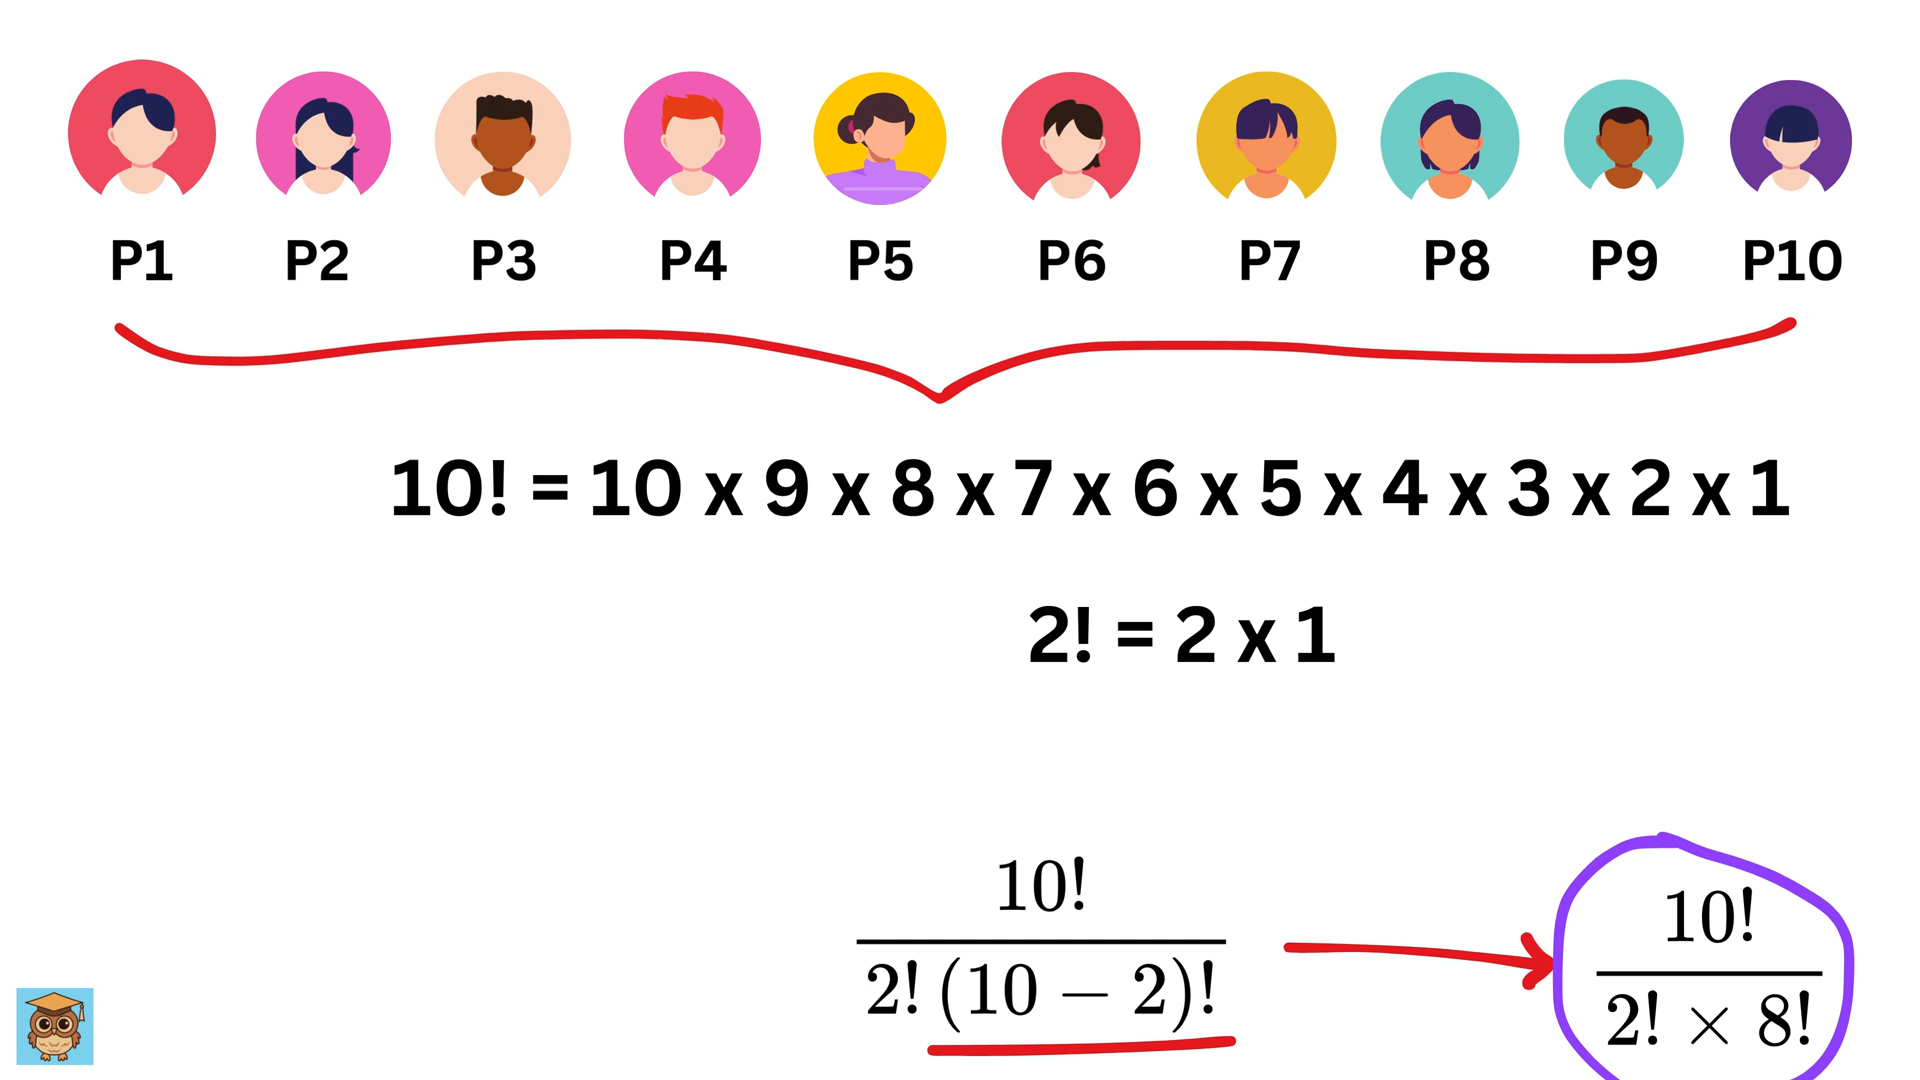 P1 P2 P3 P4 P5 P6 P7 P8 P9 P10
10! = 10 x 9 x 8 x 7 x 6 x 5 x 4 x 3 x 2 x 1
2! = 2 x 1
10!
2! (10 − 2)!
10!
2! × 8!